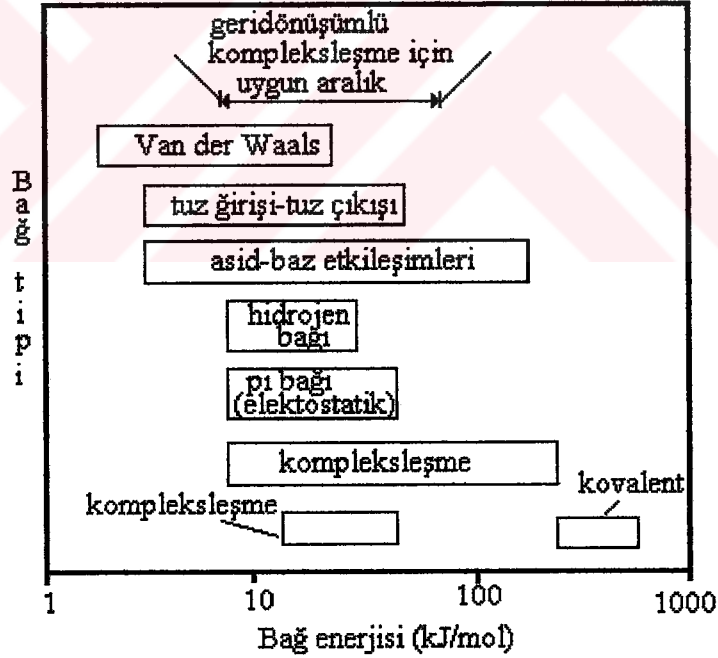 geridönüşümlü
kompleksleşme için
uygun aralık
Van der Waals
tuz ğirişi-tuz çıkışı
asid-baz etkileşimleri
hidrojen
bağı
pı bağı
(elektostatik)
kompleksleşme
kompleksleşme
kovalent
Bağ tipi
1 10 100 1000
Bağ enerjisi (kJ/mol)